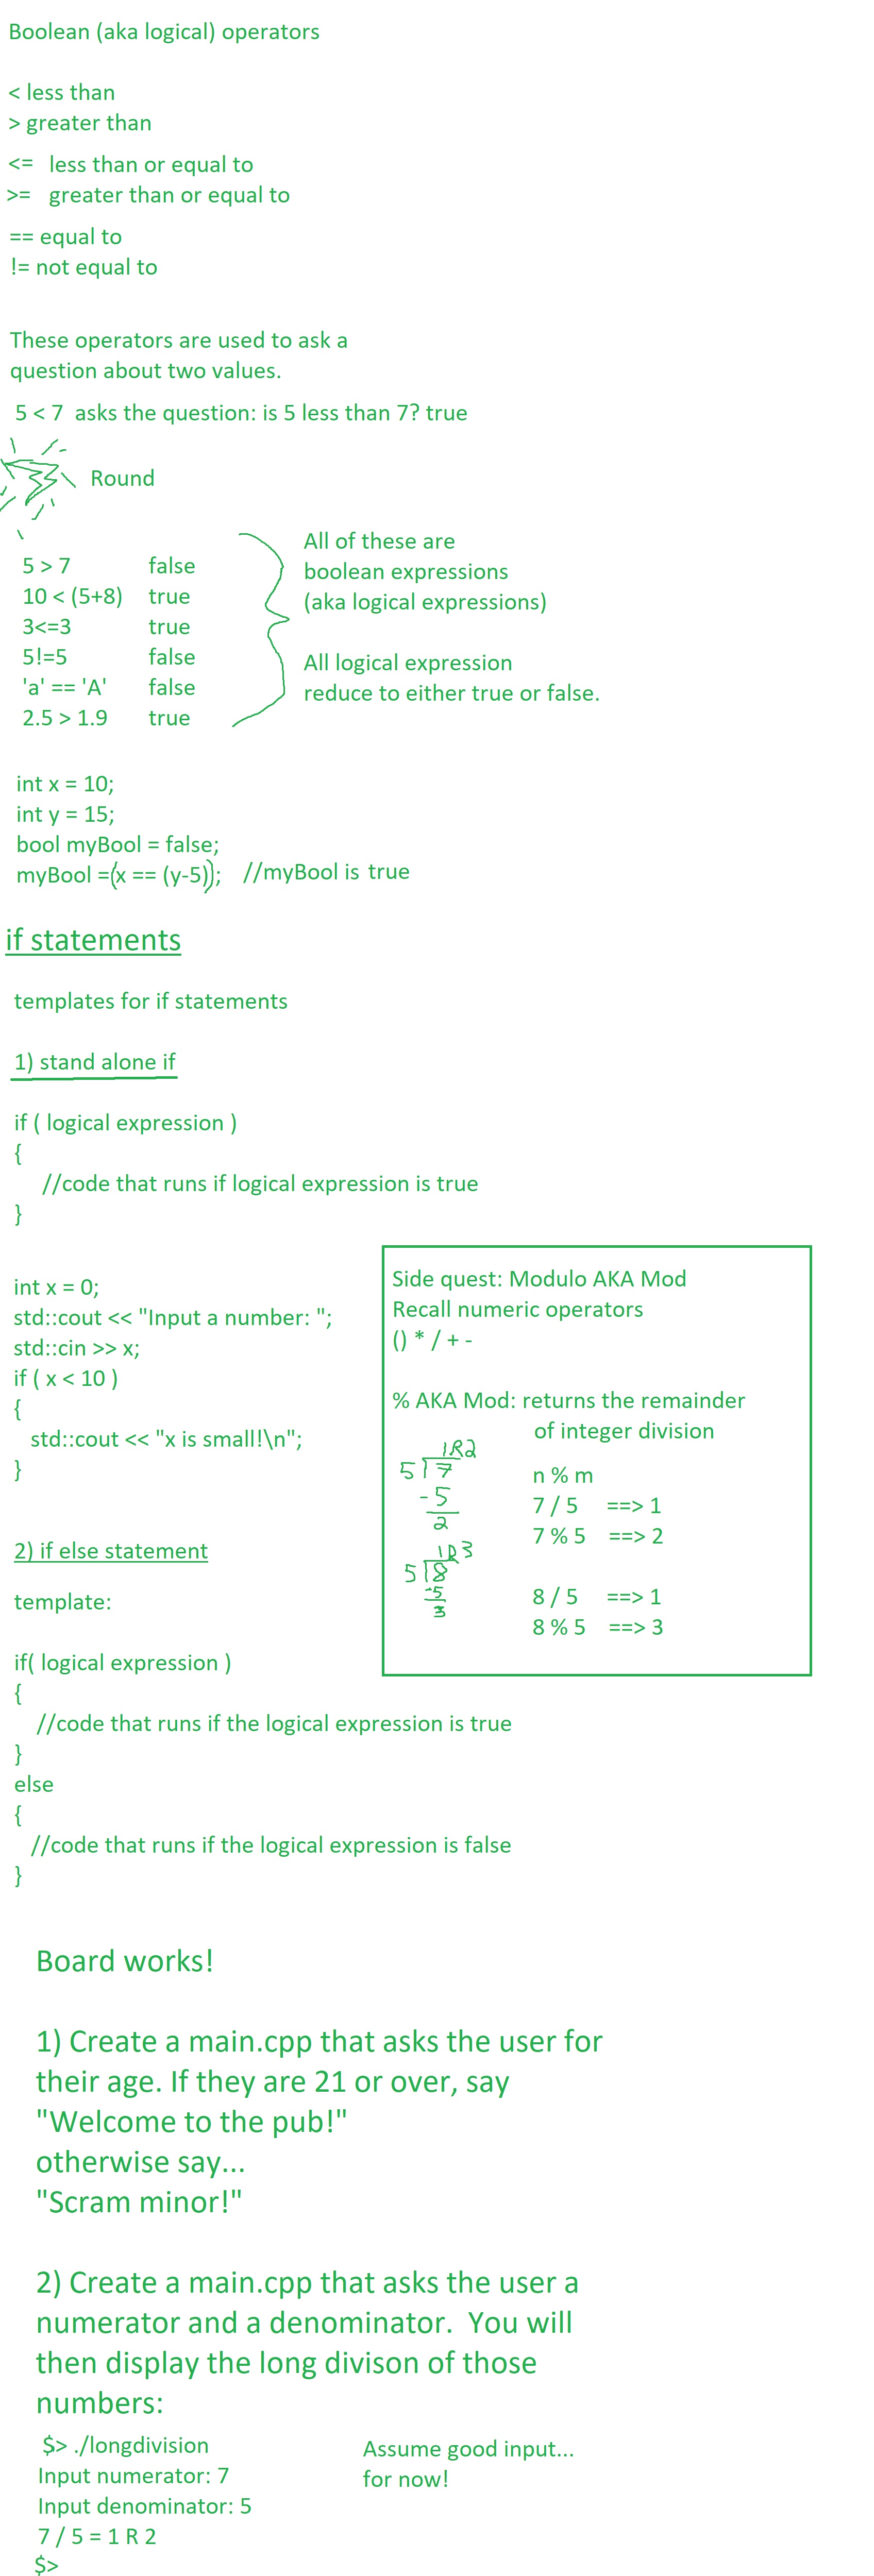 Boolean (aka logical) operators
< less than
> greater than
<= less than or equal to
>= greater than or equal to
== equal to
!= not equal to
These operators are used to ask a
question about two values.
5 < 7 asks the question: is 5 less than 7? true
Round
5 > 7 false
10 < (5+8) true
3<=3 true
5!=5 false
'a' == 'A' false
2.5 > 1.9 true
All of these are
boolean expressions
(aka logical expressions)
All logical expression
reduce to either true or false.
int x = 10;
int y = 15;
bool myBool = false;
myBool =(x == (y-5)); //myBool is true
if statements
templates for if statements
1) stand alone if
if ( logical expression )
{
//code that runs if logical expression is true
}
int x = 0;
std::cout << "Input a number: ";
std::cin >> x;
if ( x < 10 )
{
std::cout << "x is small!\n";
}
Side quest: Modulo AKA Mod
Recall numeric operators
() * / + -
% AKA Mod: returns the remainder
of integer division
1R2
5 7
-5
2
1R3
5 8
-5
3
n % m
7 / 5 ==> 1
7 % 5 ==> 2
8 / 5 ==> 1
8 % 5 ==> 3
2) if else statement
template:
if( logical expression )
{
//code that runs if the logical expression is true
}
else
{
//code that runs if the logical expression is false
}
Board works!
1) Create a main.cpp that asks the user for
their age. If they are 21 or over, say
"Welcome to the pub!"
otherwise say...
"Scram minor!"
2) Create a main.cpp that asks the user a
numerator and a denominator. You will
then display the long divison of those
numbers:
$> ./longdivision
Input numerator: 7
Input denominator: 5
7 / 5 = 1 R 2
$>
Assume good input...
for now!